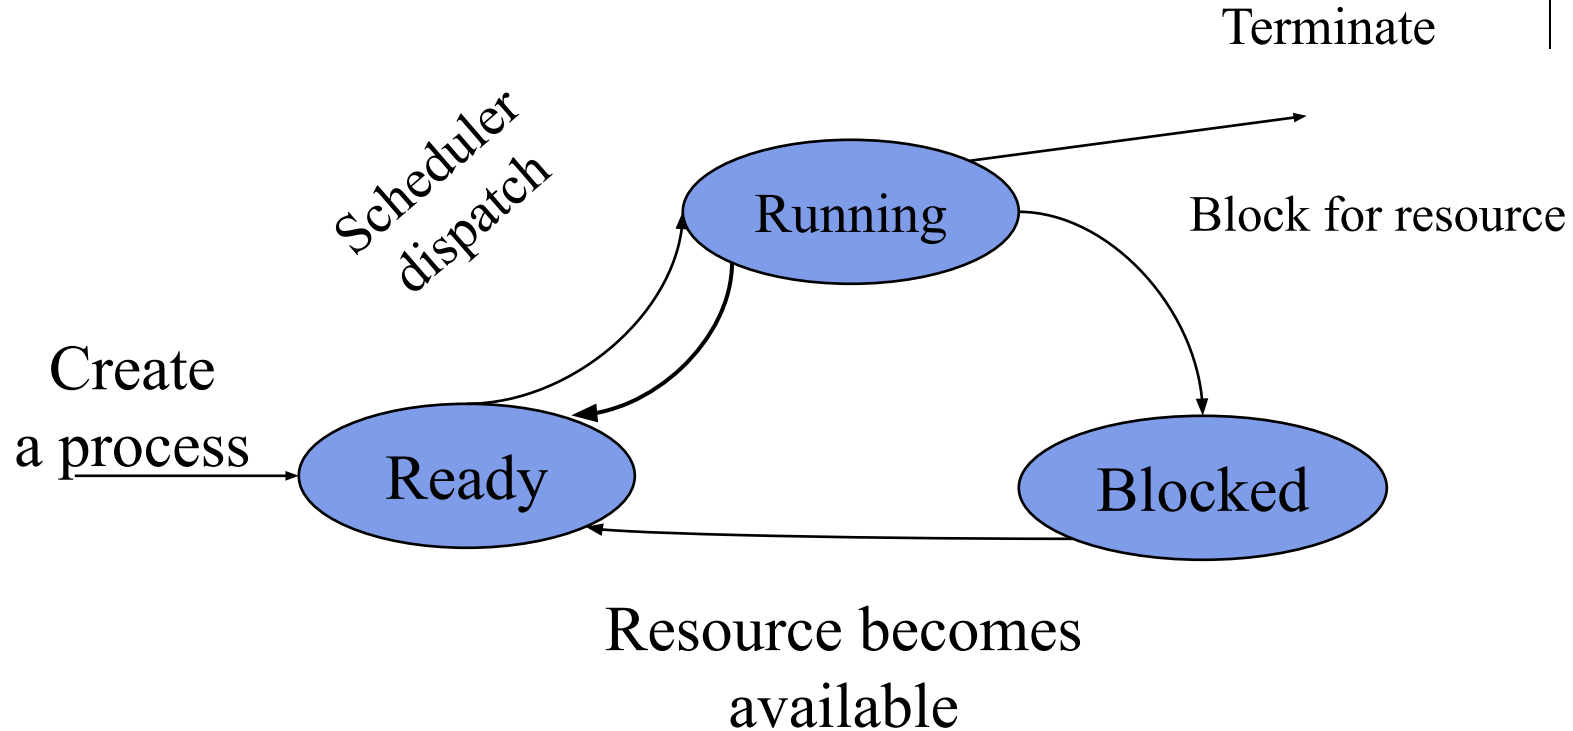 Terminate
Scheduler
dispatch
Running
Block for resource
Create
a process
Ready
Blocked
Resource becomes
available